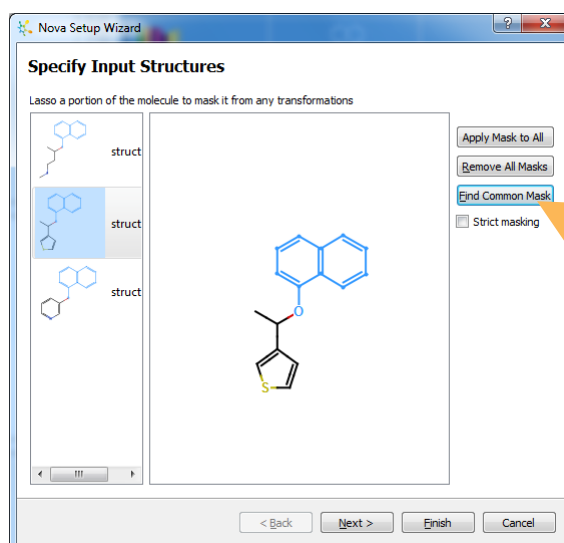 Nova Setup Wizard
?
Specify Input Structures
Lasso a portion of the molecule to mask it from any transformations
struct
struct
struct
O
S
Apply Mask to All
Remove All Masks
Find Common Mask
Strict masking
< Back
Next >
Finish
Cancel